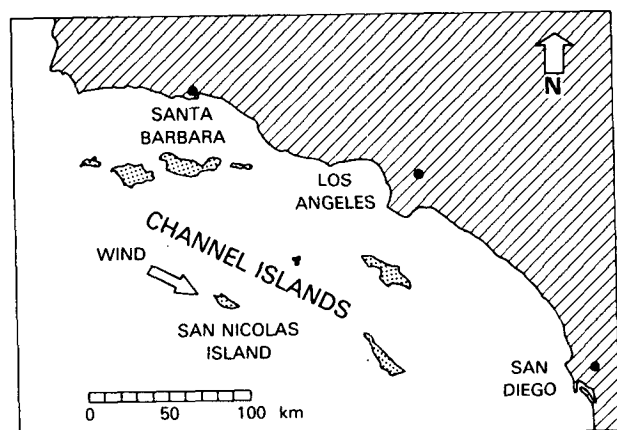 N
SANTA
BARBARA
LOS
ANGELES
CHANNEL ISLANDS
WIND
SAN NICOLAS
ISLAND
SAN
DIEGO
0 50 100 km